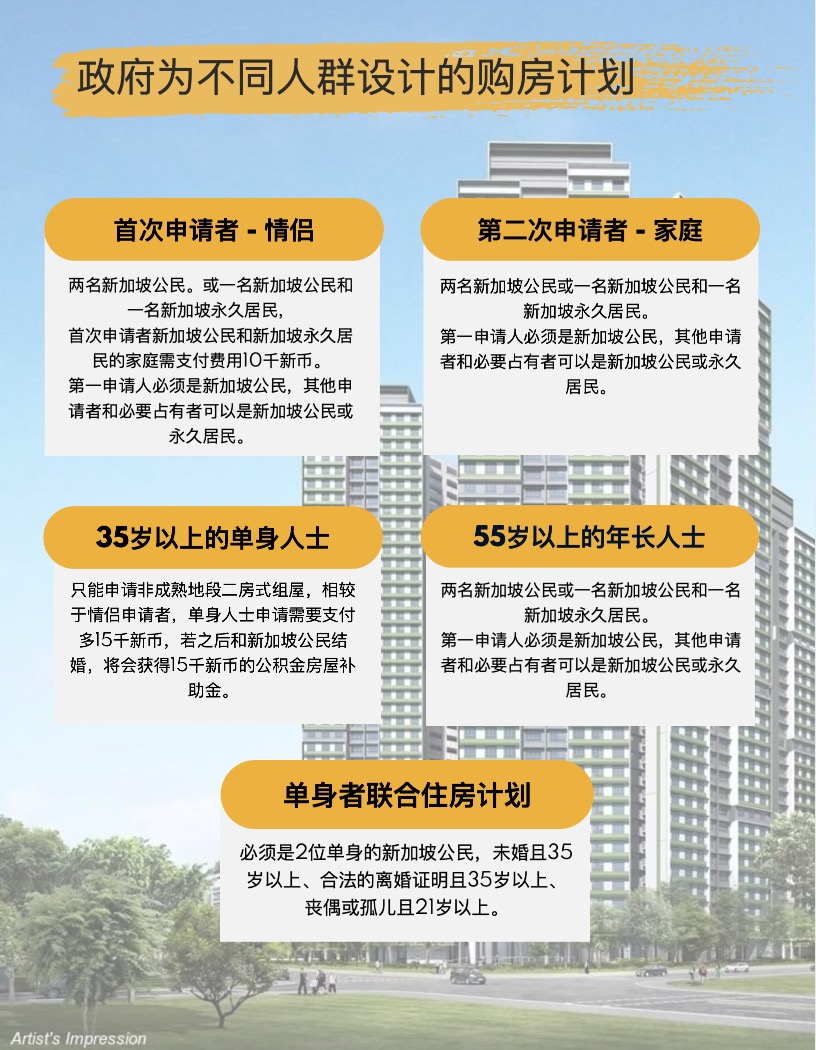 政府为不同人群设计的购房计划
首次申请者 - 情侣
两名新加坡公民。或一名新加坡公民和
一名新加坡永久居民，
首次申请者新加坡公民和新加坡永久居
民的家庭需支付费用10千新币。
第一申请人必须是新加坡公民，其他申
请者和必要占有者可以是新加坡公民或
永久居民。
第二次申请者 - 家庭
两名新加坡公民或一名新加坡公民和一名
新加坡永久居民。
第一申请人必须是新加坡公民，其他申请
者和必要占有者可以是新加坡公民或永久
居民。
35岁以上的单身人士
只能申请非成熟地段二房式组屋，相较
于情侣申请者，单身人士申请需要支付
多15千新币，若之后和新加坡公民结
婚，将会获得15千新币的公积金房屋补
助金。
55岁以上的年长人士
两名新加坡公民或一名新加坡公民和一名
新加坡永久居民。
第一申请人必须是新加坡公民，其他申请
者和必要占有者可以是新加坡公民或永久
居民。
单身者联合住房计划
必须是2位单身的新加坡公民，未婚且35
岁以上、合法的离婚证明且35岁以上、
丧偶或孤儿且21岁以上。
Artist's Impression